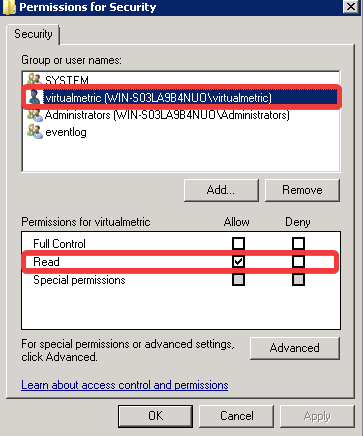 Permissions for Security
Security
Group or user names:
SYSTEM
virtualmetric (WIN-S03LA9B4NUO\virtualmetric)
Administrators (WIN-S03LA9B4NUO\Administrators)
eventlog
Add...
Remove
Permissions for virtualmetric
Allow
Deny
Full Control
Read
Special permissions
For special permissions or advanced settings,
click Advanced.
Advanced
Learn about access control and permissions
OK
Cancel
Apply